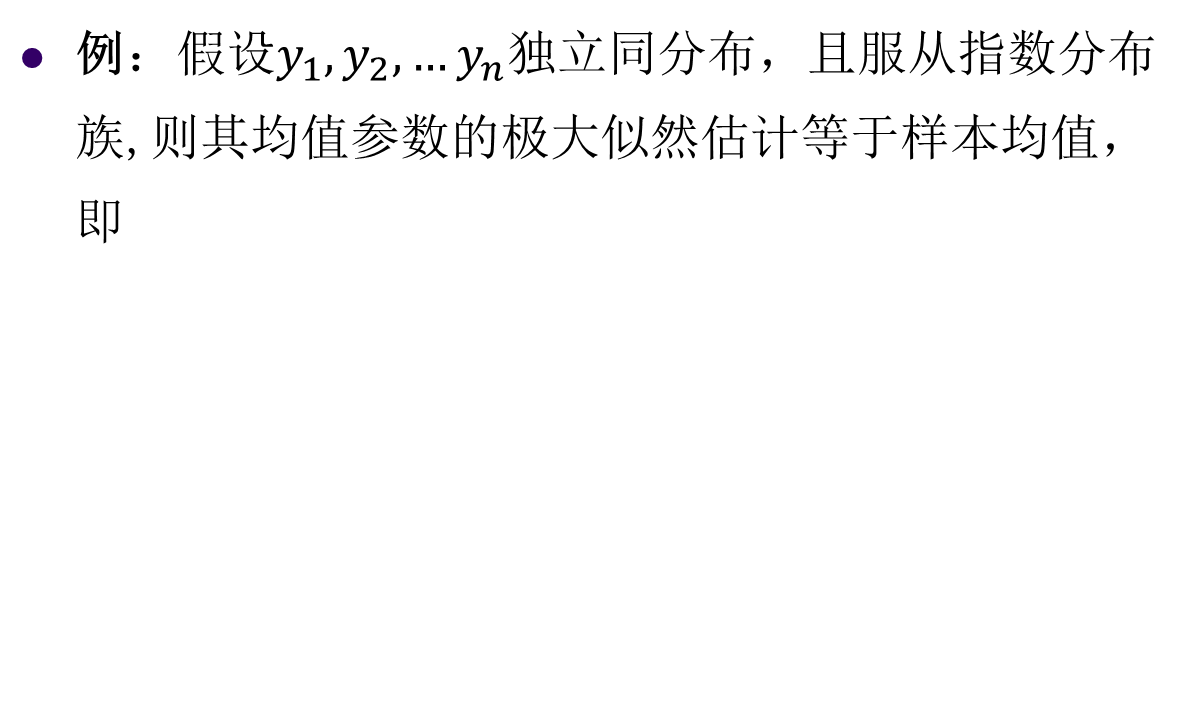 ● 例：假设y₁, y₂, … yₙ独立同分布，且服从指数分布
族, 则其均值参数的极大似然估计等于样本均值，
即